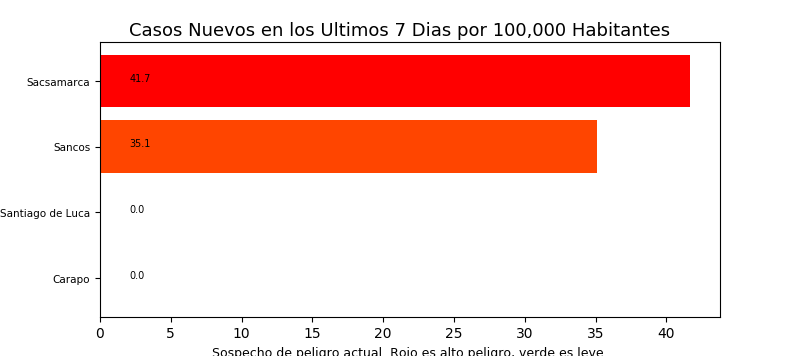 Casos Nuevos en los Ultimos 7 Dias por 100,000 Habitantes
Sacsamarca
41.7
Sancos
35.1
Santiago de Luca
0.0
Carapo
0.0
0 5 10 15 20 25 30 35 40
Sospecho de peligro actual. Rojo es alto peligro, verde es leve